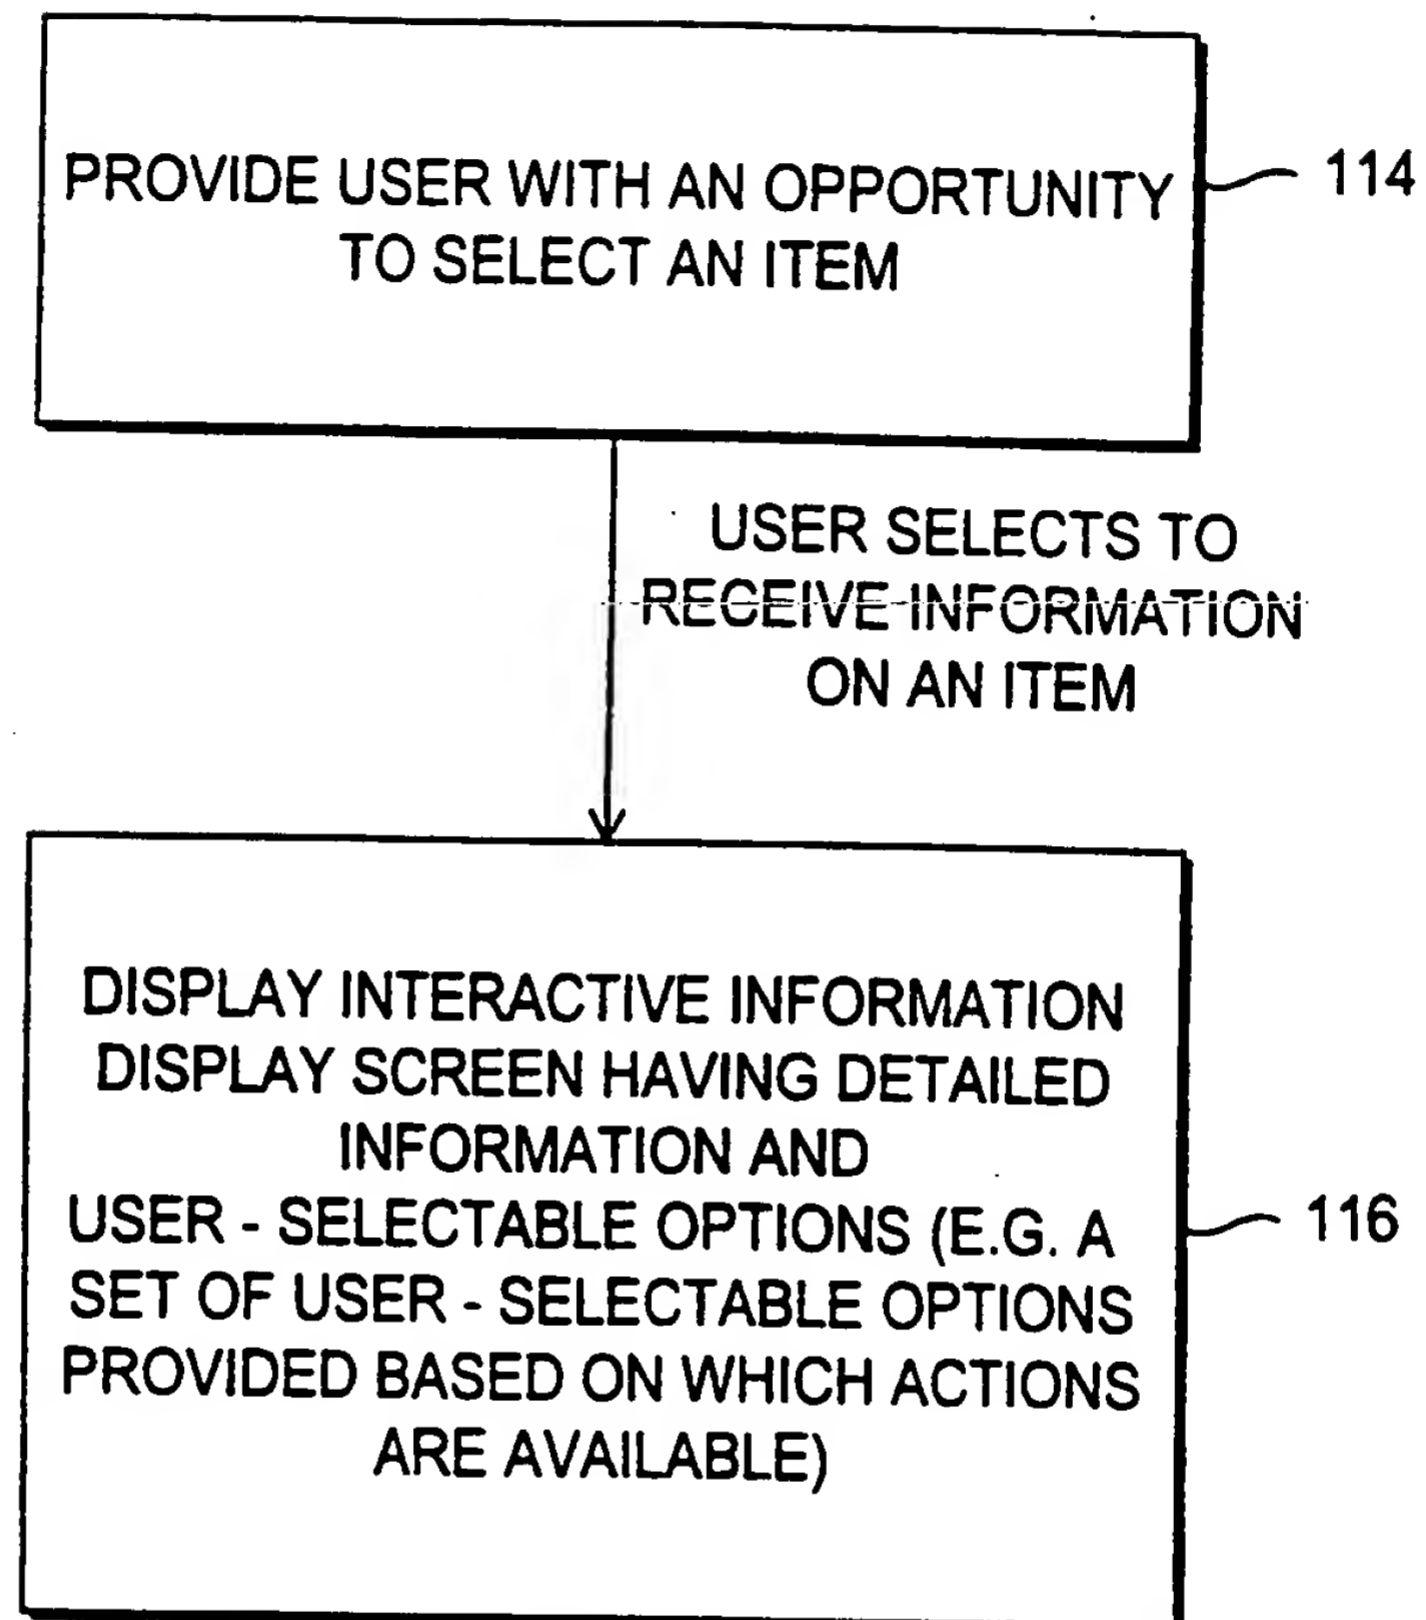 PROVIDE USER WITH AN OPPORTUNITY
TO SELECT AN ITEM
114
USER SELECTS TO
RECEIVE INFORMATION
ON AN ITEM
DISPLAY INTERACTIVE INFORMATION
DISPLAY SCREEN HAVING DETAILED
INFORMATION AND
USER - SELECTABLE OPTIONS (E.G. A
SET OF USER - SELECTABLE OPTIONS
PROVIDED BASED ON WHICH ACTIONS
ARE AVAILABLE)
116